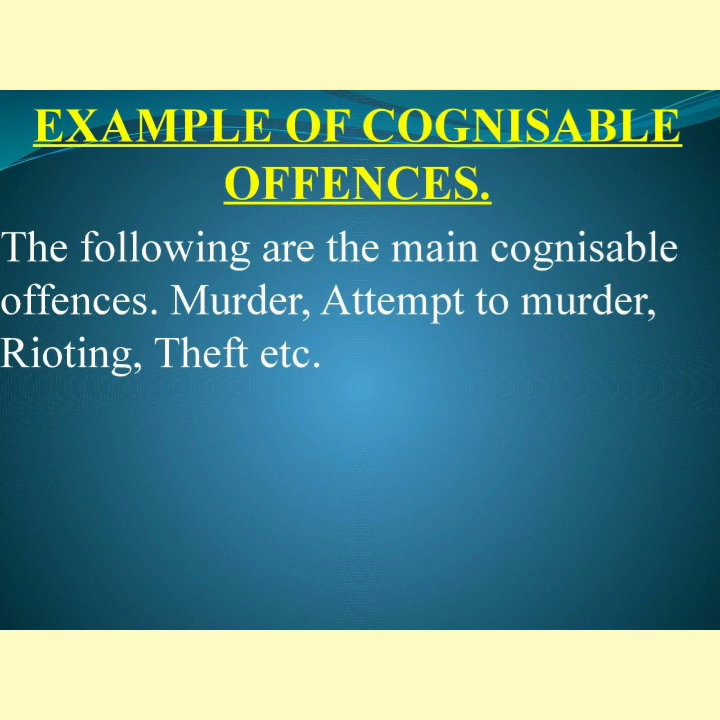 EXAMPLE OF COGNISABLE
OFFENCES.
The following are the main cognisable
offences. Murder, Attempt to murder,
Rioting, Theft etc.